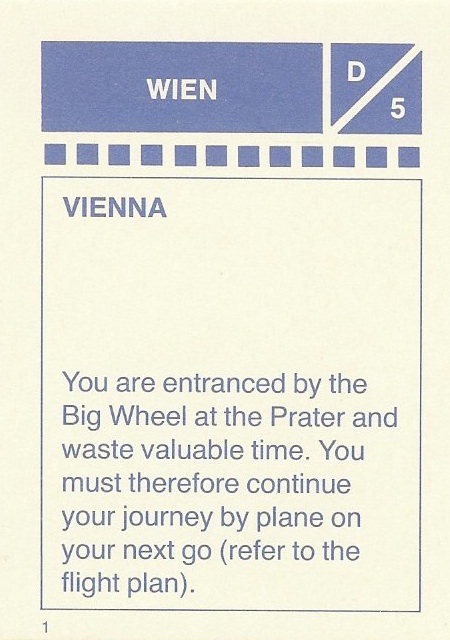 WIEN
D
5
VIENNA
You are entranced by the
Big Wheel at the Prater and
waste valuable time. You
must therefore continue
your journey by plane on
your next go (refer to the
flight plan).
1